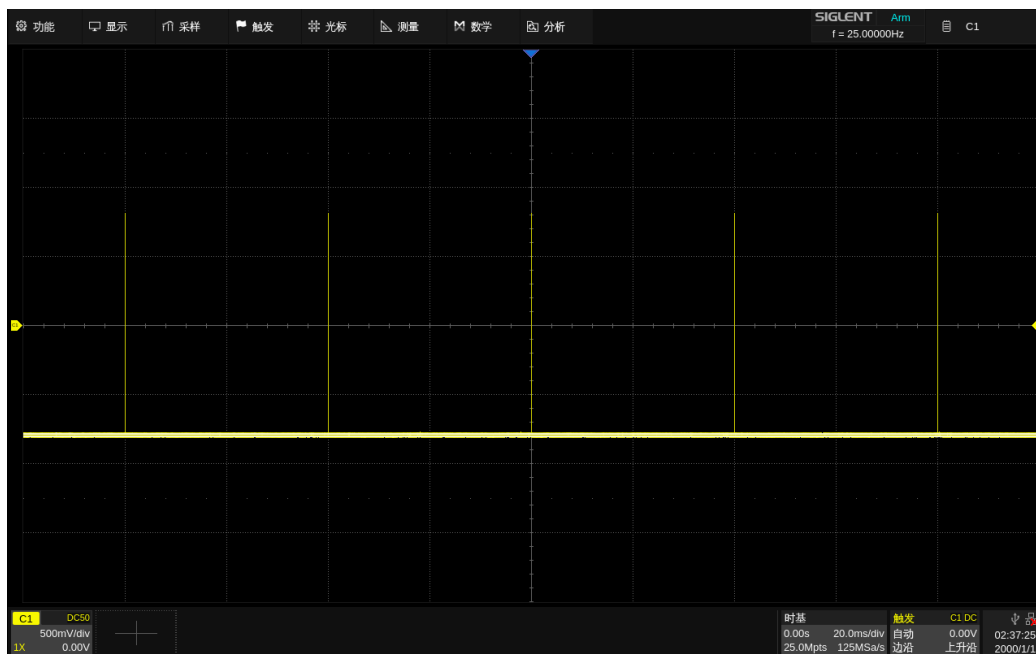 功能 显示 采样 触发 光标 测量 数学 分析 SIGLENT Arm C1
f = 25.00000Hz
C1
C1 DC50
500mV/div
1X 0.00V
时基
0.00s 20.0ms/div
25.0Mpts 125MSa/s
触发 C1 DC
自动 0.00V
边沿 上升沿
02:37:25